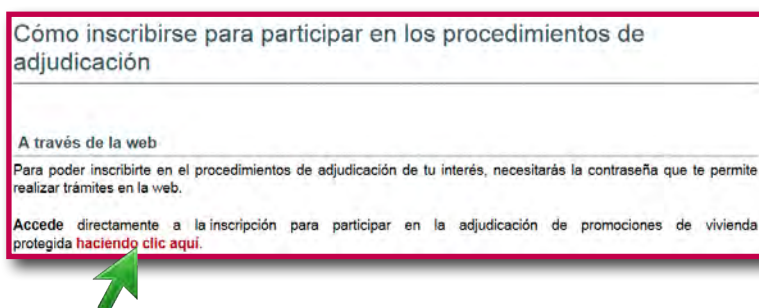 Cómo inscribirse para participar en los procedimientos de
adjudicación
A través de la web
Para poder inscribirte en el procedimientos de adjudicación de tu interés, necesitarás la contraseña que te permite
realizar trámites en la web.
Accede directamente a la inscripción para participar en la adjudicación de promociones de vivienda
protegida haciendo clic aquí.